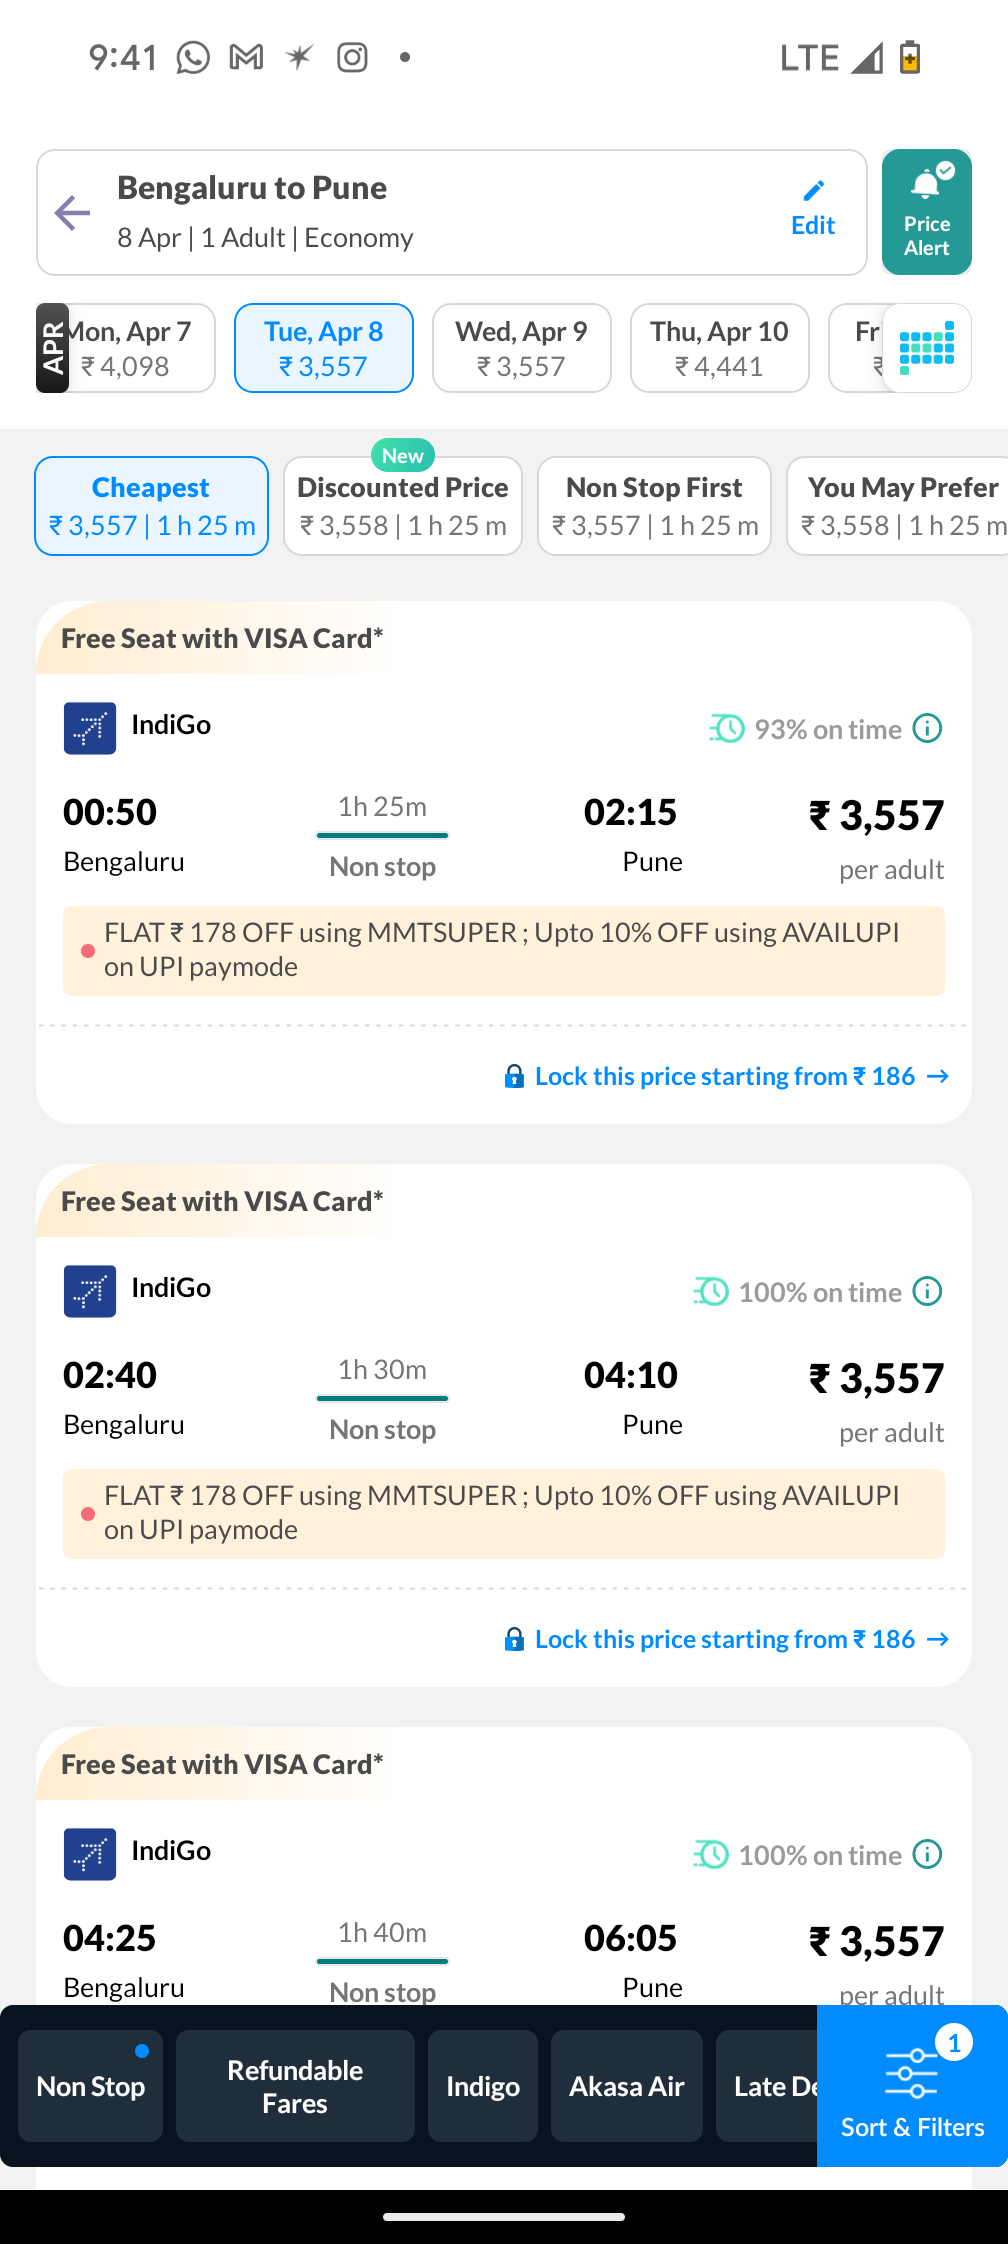 9:41
LTE
Bengaluru to Pune
8 Apr | 1 Adult | Economy
Edit
Price
Alert
APR
Mon, Apr 7
₹ 4,098
Tue, Apr 8
₹ 3,557
Wed, Apr 9
₹ 3,557
Thu, Apr 10
₹ 4,441
Fr
₹
New
Cheapest
₹ 3,557 | 1 h 25 m
Discounted Price
₹ 3,558 | 1 h 25 m
Non Stop First
₹ 3,557 | 1 h 25 m
You May Prefer
₹ 3,558 | 1 h 25 m
Free Seat with VISA Card*
IndiGo
93% on time
00:50
1h 25m
02:15
₹ 3,557
Bengaluru
Non stop
Pune
per adult
FLAT ₹ 178 OFF using MMTSUPER ; Upto 10% OFF using AVAILUPI
on UPI paymode
Lock this price starting from ₹ 186 →
Free Seat with VISA Card*
IndiGo
100% on time
02:40
1h 30m
04:10
₹ 3,557
Bengaluru
Non stop
Pune
per adult
FLAT ₹ 178 OFF using MMTSUPER ; Upto 10% OFF using AVAILUPI
on UPI paymode
Lock this price starting from ₹ 186 →
Free Seat with VISA Card*
IndiGo
100% on time
04:25
1h 40m
06:05
₹ 3,557
Bengaluru
Non stop
Pune
per adult
Non Stop
Refundable
Fares
Indigo
Akasa Air
Late De
1
Sort & Filters